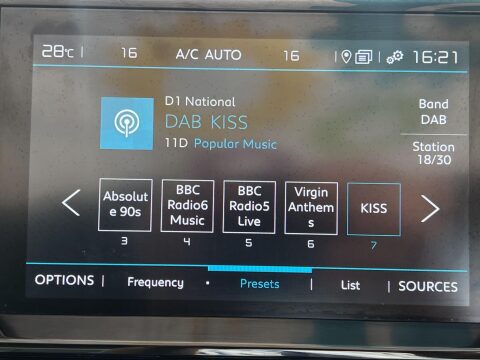 28°C | 16 A/C AUTO 16 | 16:21
D1 National
DAB KISS
11D Popular Music
Band
DAB
Station
18/30
Absolut
e 90s
BBC
Radio6
Music
BBC
Radio5
Live
Virgin
Anthem
s
KISS
3 4 5 6 7
OPTIONS | Frequency Presets | List | SOURCES